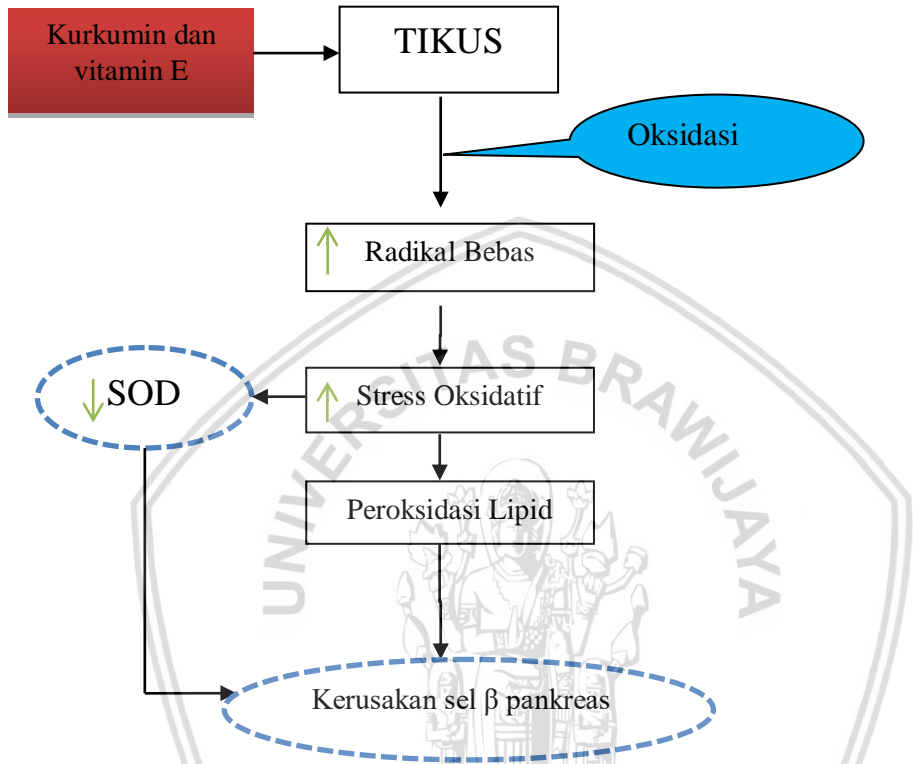 Kurkumin dan
vitamin E
TIKUS
Oksidasi
Radikal Bebas
UNIVERSITAS BRAWIJAYA
SOD
Stress Oksidatif
Peroksidasi Lipid
Kerusakan sel β pankreas